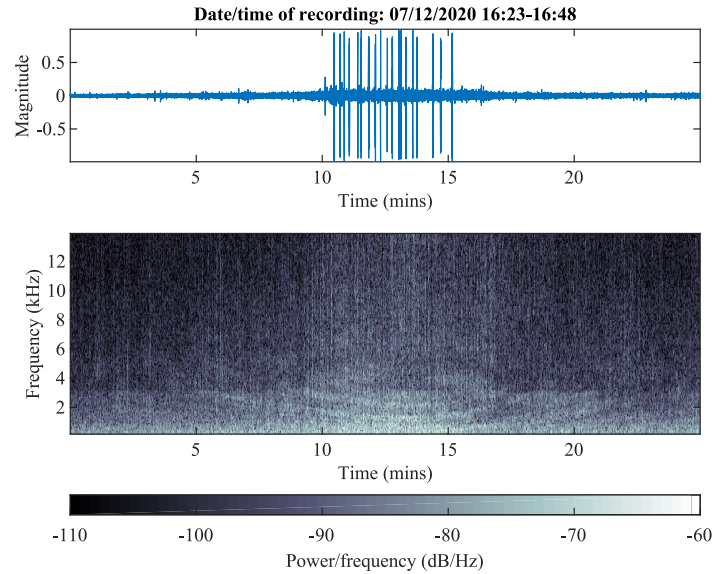 Date/time of recording: 07/12/2020 16:23-16:48
Magnitude
0.5
0
-0.5
5 10 15 20
Time (mins)
Frequency (kHz)
12
10
8
6
4
2
5 10 15 20
Time (mins)
-110 -100 -90 -80 -70 -60
Power/frequency (dB/Hz)